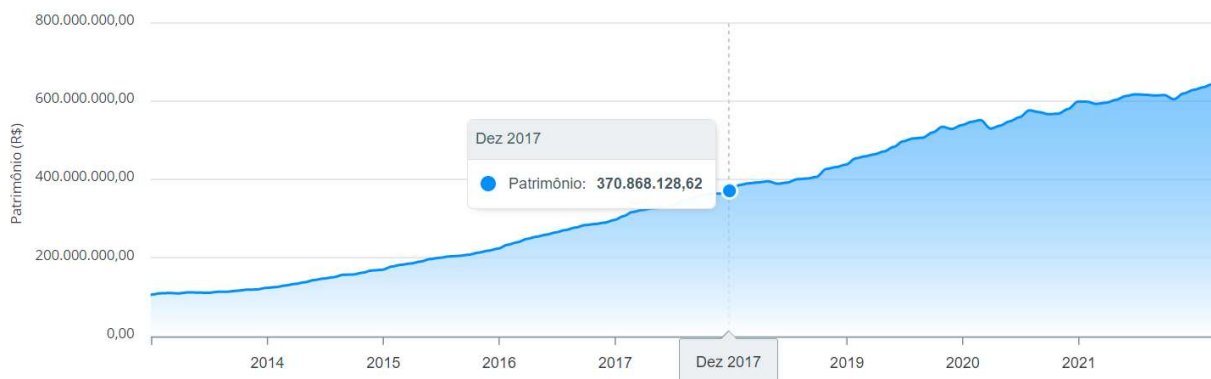 800.000.000,00
600.000.000,00
400.000.000,00
200.000.000,00
0,00
Patrimônio (R$)
Dez 2017
Patrimônio: 370.868.128,62
2014 2015 2016 2017 Dez 2017 2019 2020 2021